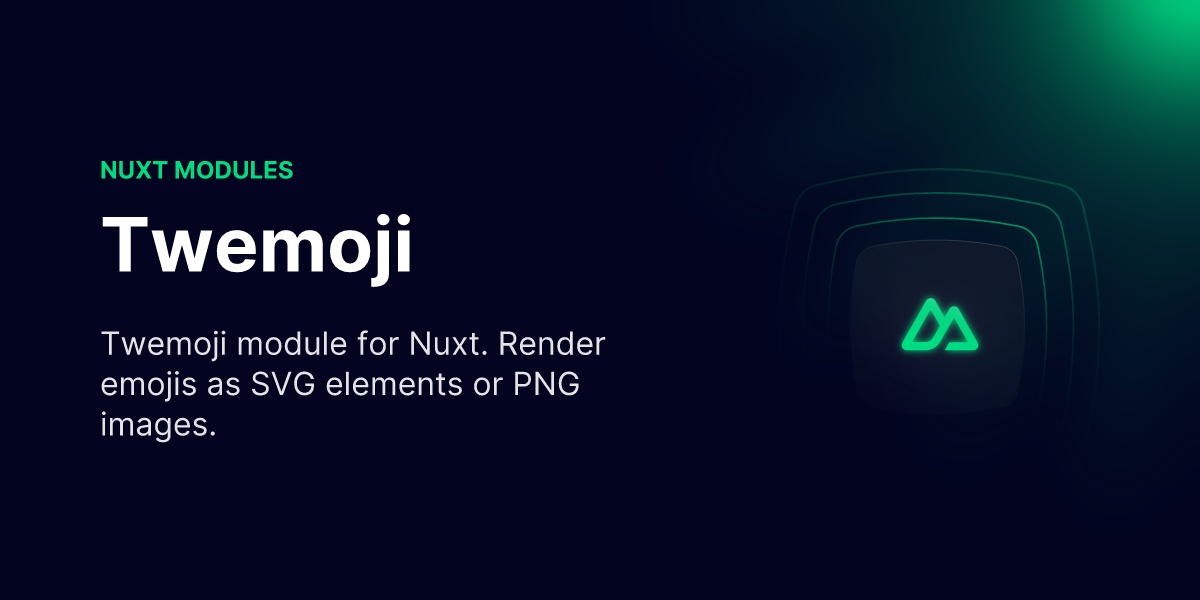 NUXT MODULES
Twemoji
Twemoji module for Nuxt. Render
emojis as SVG elements or PNG
images.